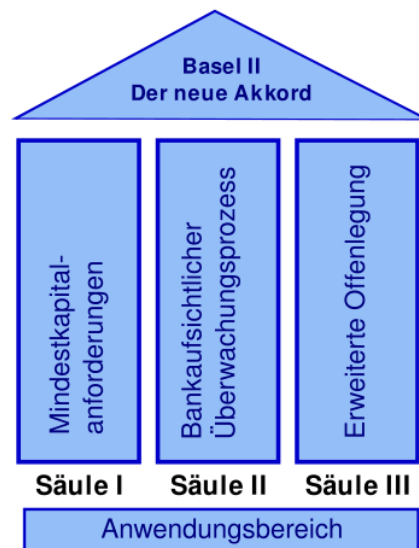 Basel II
Der neue Akkord
Mindestkapital-
anforderungen
Bankaufsichtlicher
Überwachungsprozess
Erweiterte Offenlegung
Säule I
Säule II
Säule III
Anwendungsbereich